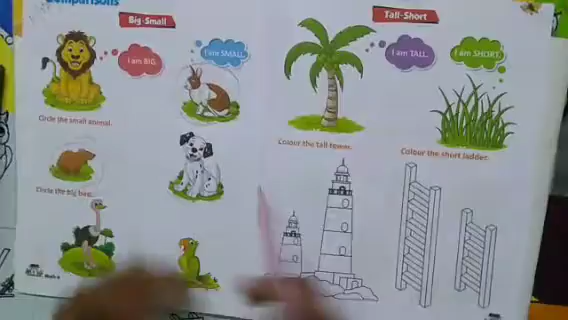 Comparisons
Big-Small
I am BIG.
I am SMALL.
Circle the small animal.
Circle the big
Math-
Tall-Short
I am TALL.
I am SHORT.
Colour the tall tower.
Colour the short ladder.